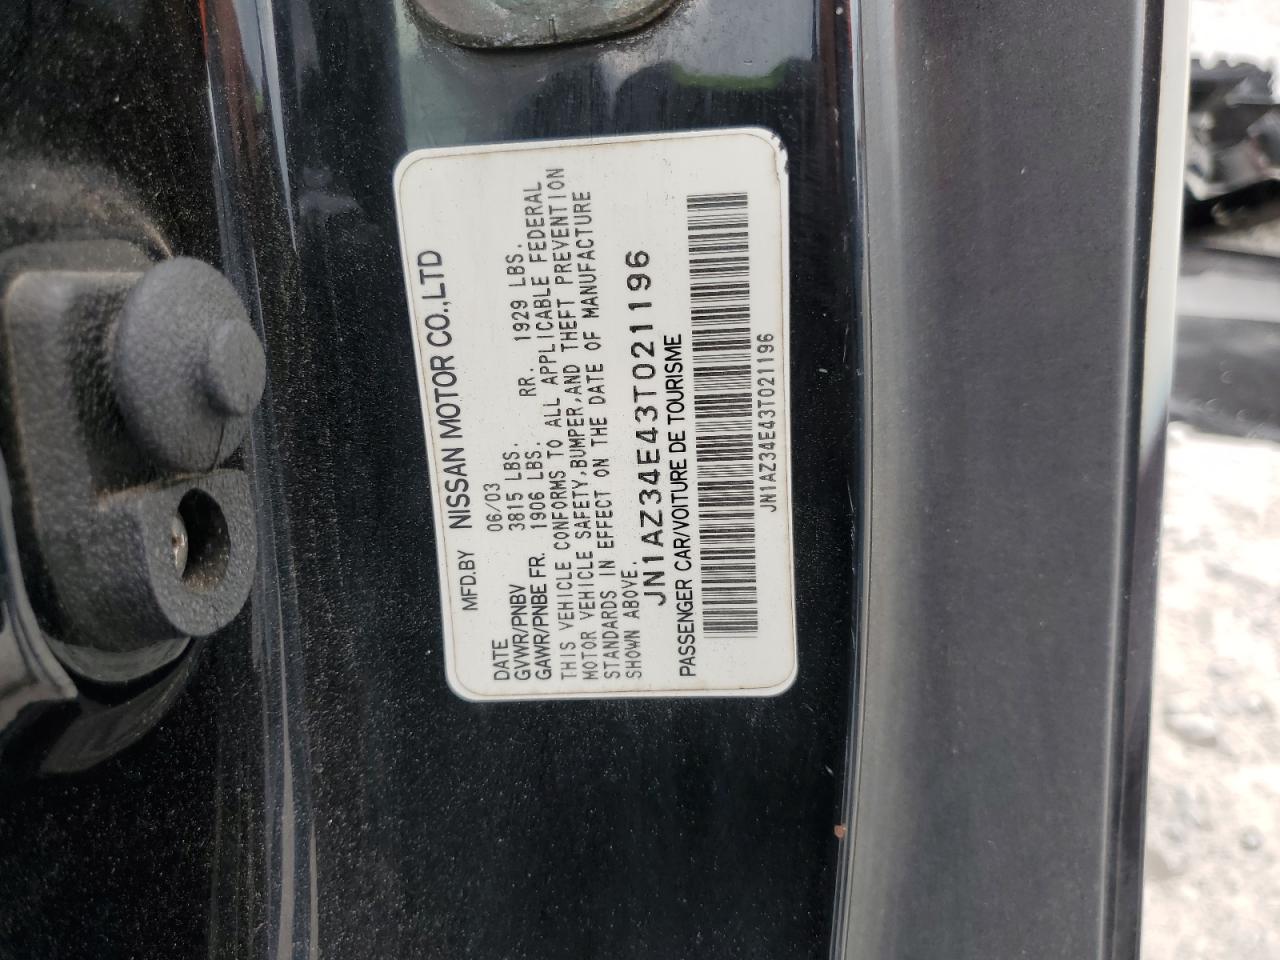 MFD.BY NISSAN MOTOR CO.,LTD
DATE 06/03
GVWR/PNBV 3815 LBS.
GAWR/PNBE FR. 1906 LBS. RR. 1929 LBS.
THIS VEHICLE CONFORMS TO ALL APPLICABLE FEDERAL
MOTOR VEHICLE SAFETY,BUMPER,AND THEFT PREVENTION
STANDARDS IN EFFECT ON THE DATE OF MANUFACTURE
SHOWN ABOVE.
JN1AZ34E43T021196
PASSENGER CAR/VOITURE DE TOURISME
JN1AZ34E43T021196